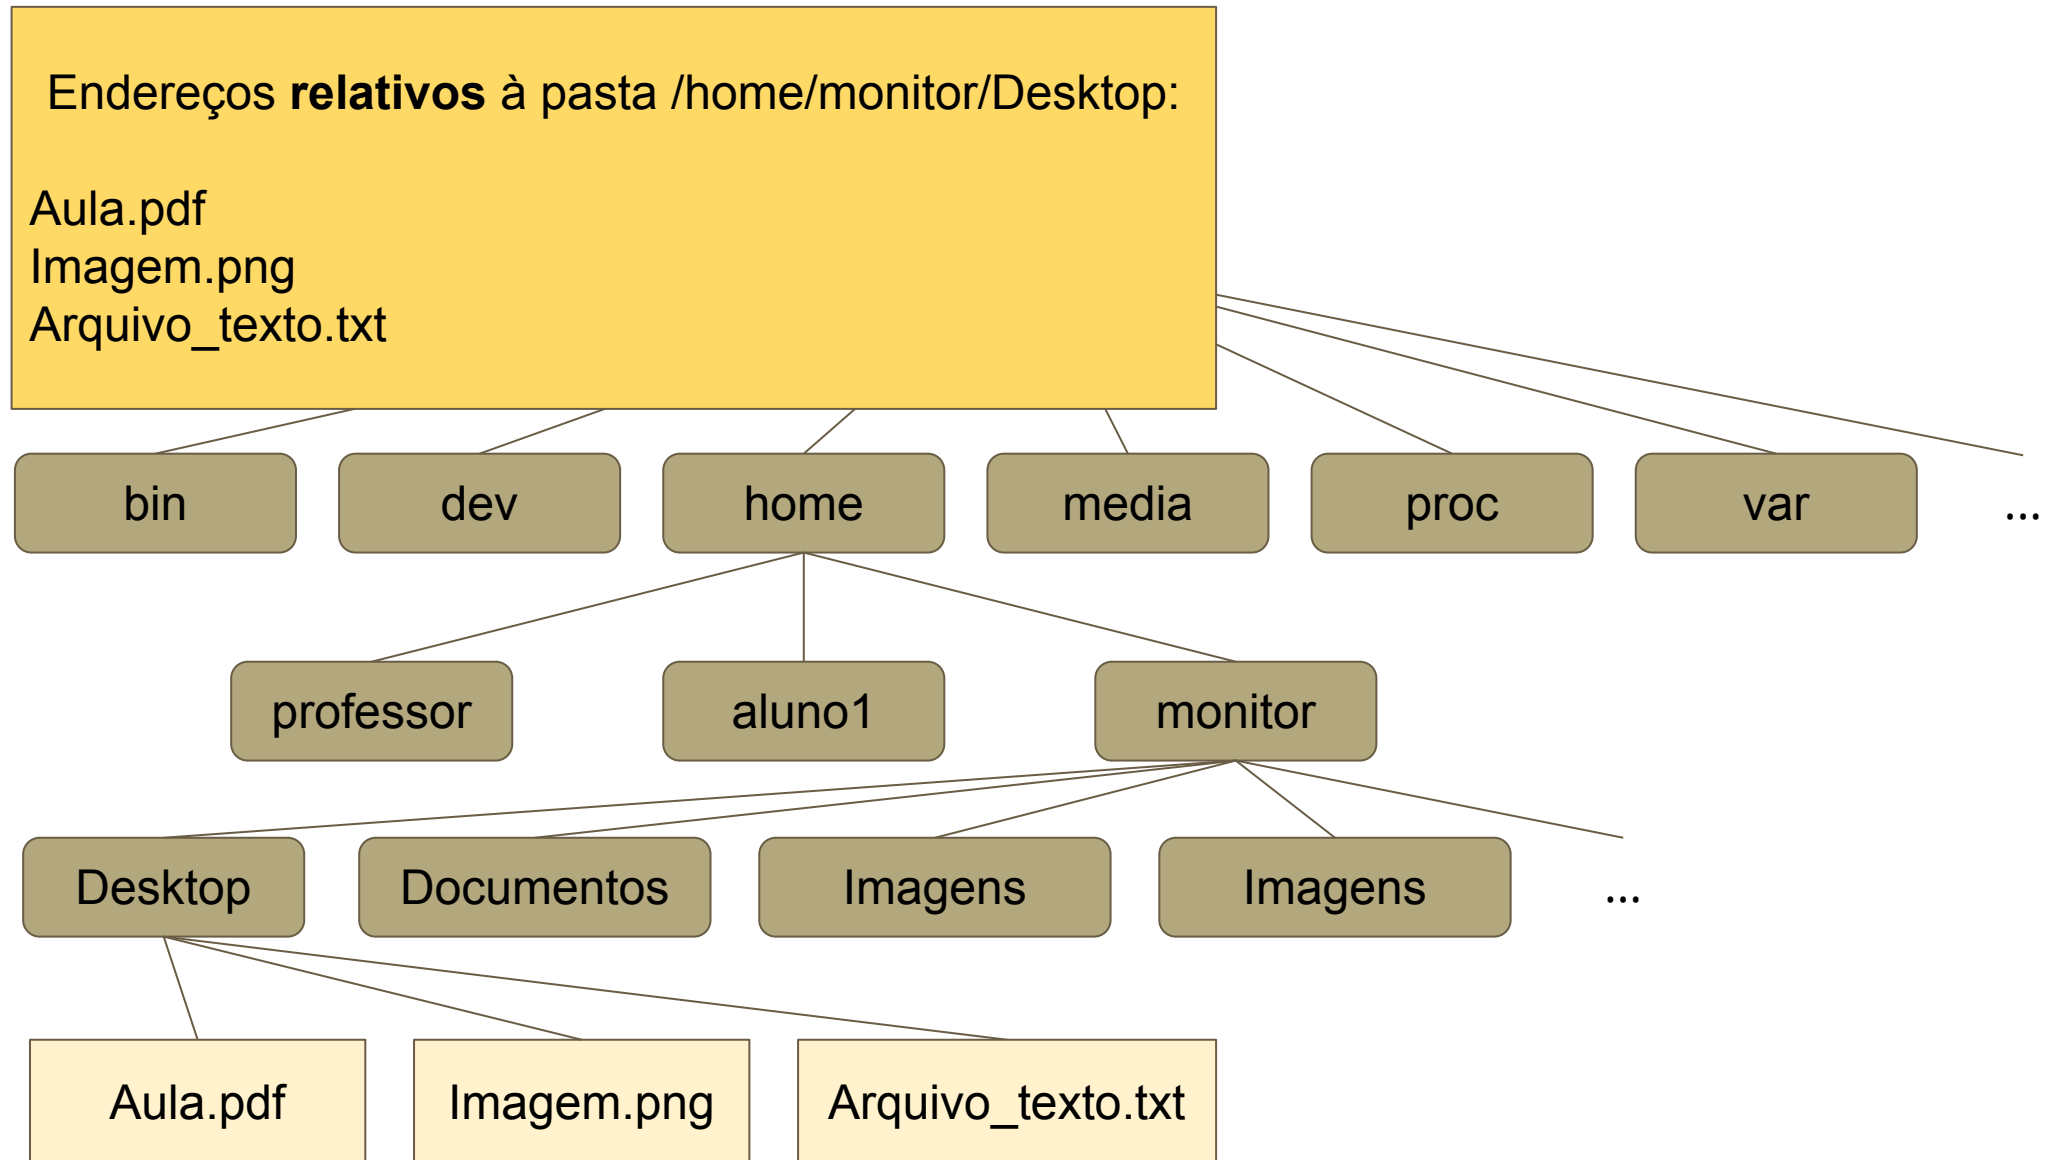 Endereços relativos à pasta /home/monitor/Desktop:
Aula.pdf
Imagem.png
Arquivo_texto.txt
bin
dev
home
media
proc
var
...
professor
aluno1
monitor
Desktop
Documentos
Imagens
Imagens
...
Aula.pdf
Imagem.png
Arquivo_texto.txt